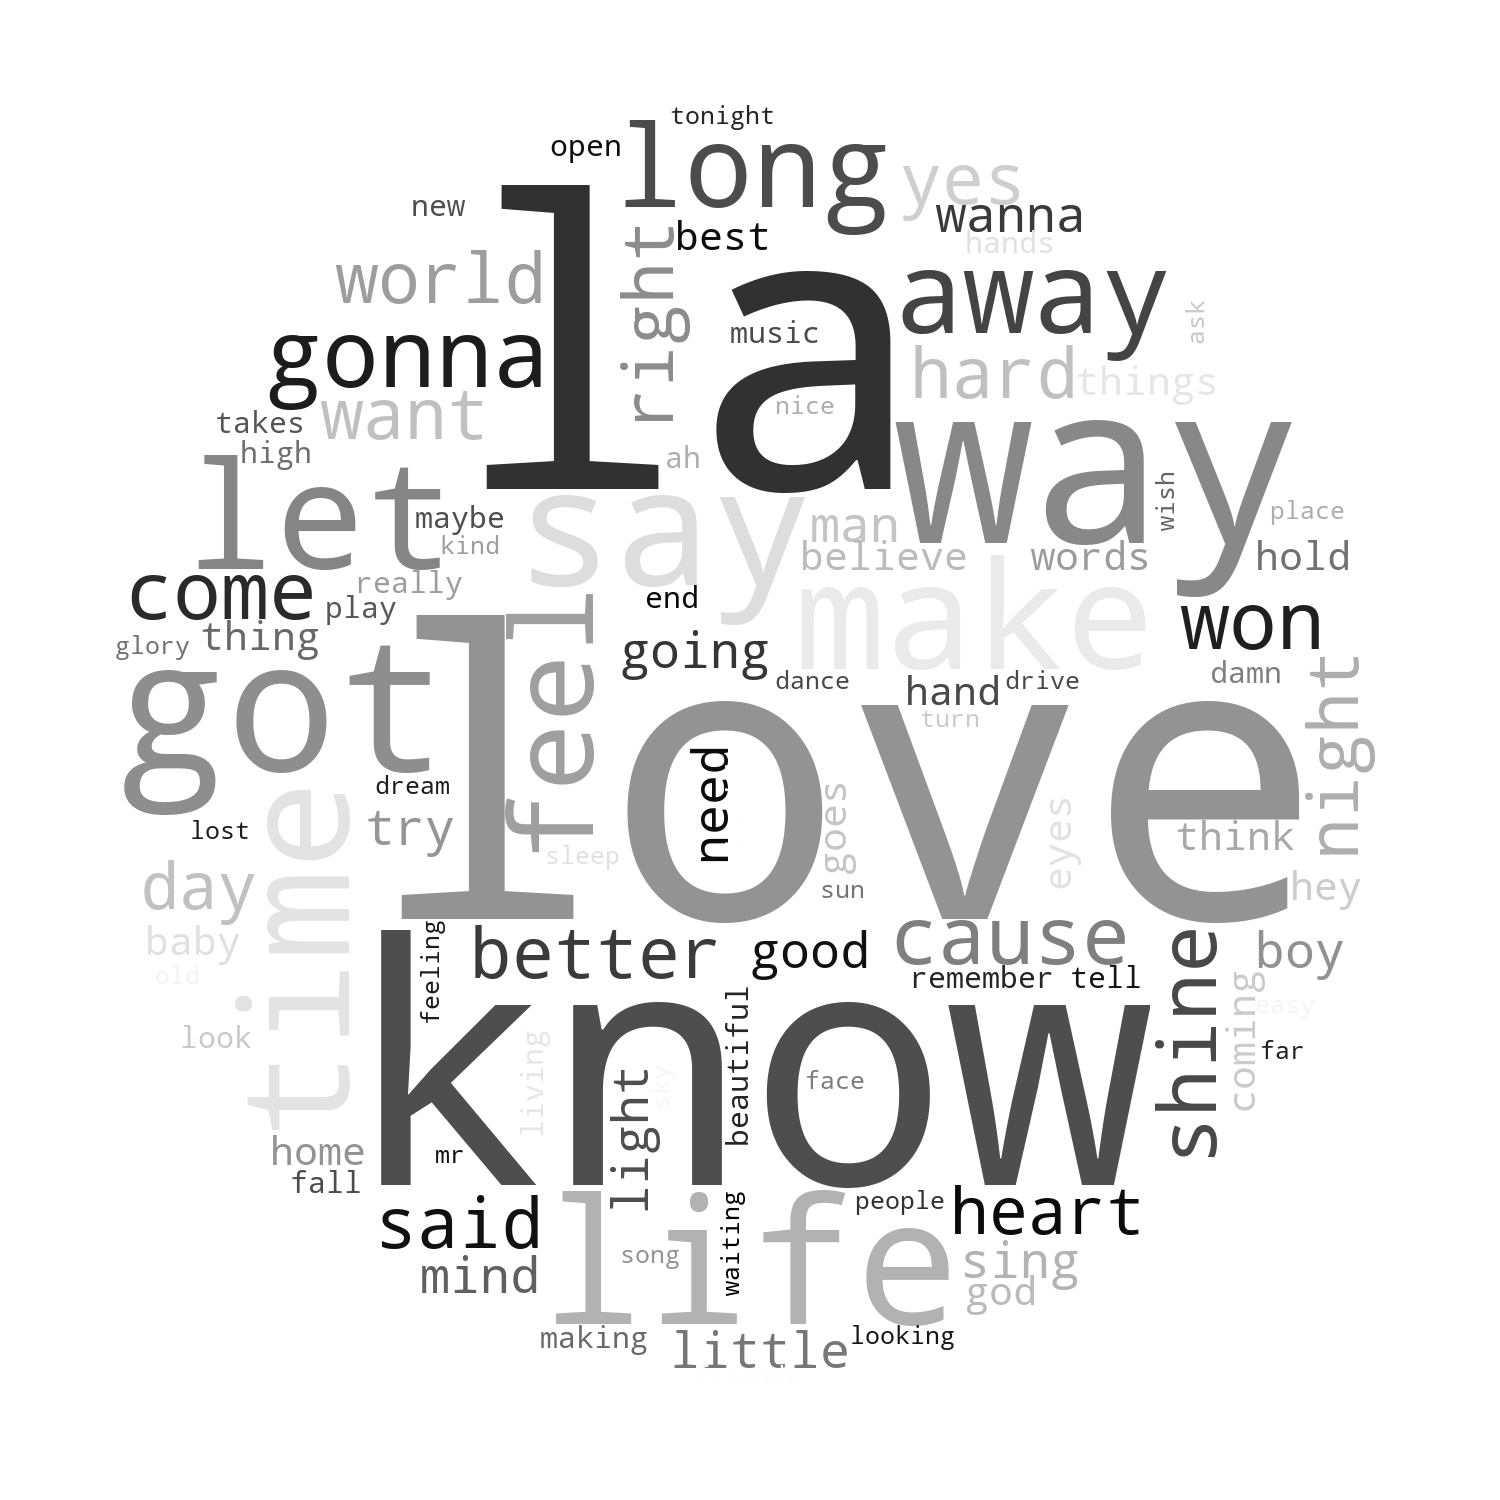 tonight
open
long
yes
new
la
wanna
best
hands
world
right
away
ask
gonna
music
hard
things
want
nice
takes
high
ah
way
let
say
man
wish
place
maybe
kind
believe
words
hold
come
really
make
play
end
won
glory
thing
love
feel
going
got
dance
hand
drive
damn
night
turn
need
dream
time
try
lost
goes
eyes
think
sleep
day
sun
hey
baby
feeling
better
good
cause
shine
boy
old
know
remember tell
coming
easy
look
living
light
sky
beautiful
face
far
home
mr
fall
said
life
people
heart
mind
song
waiting
sing
god
making
little
looking
friends